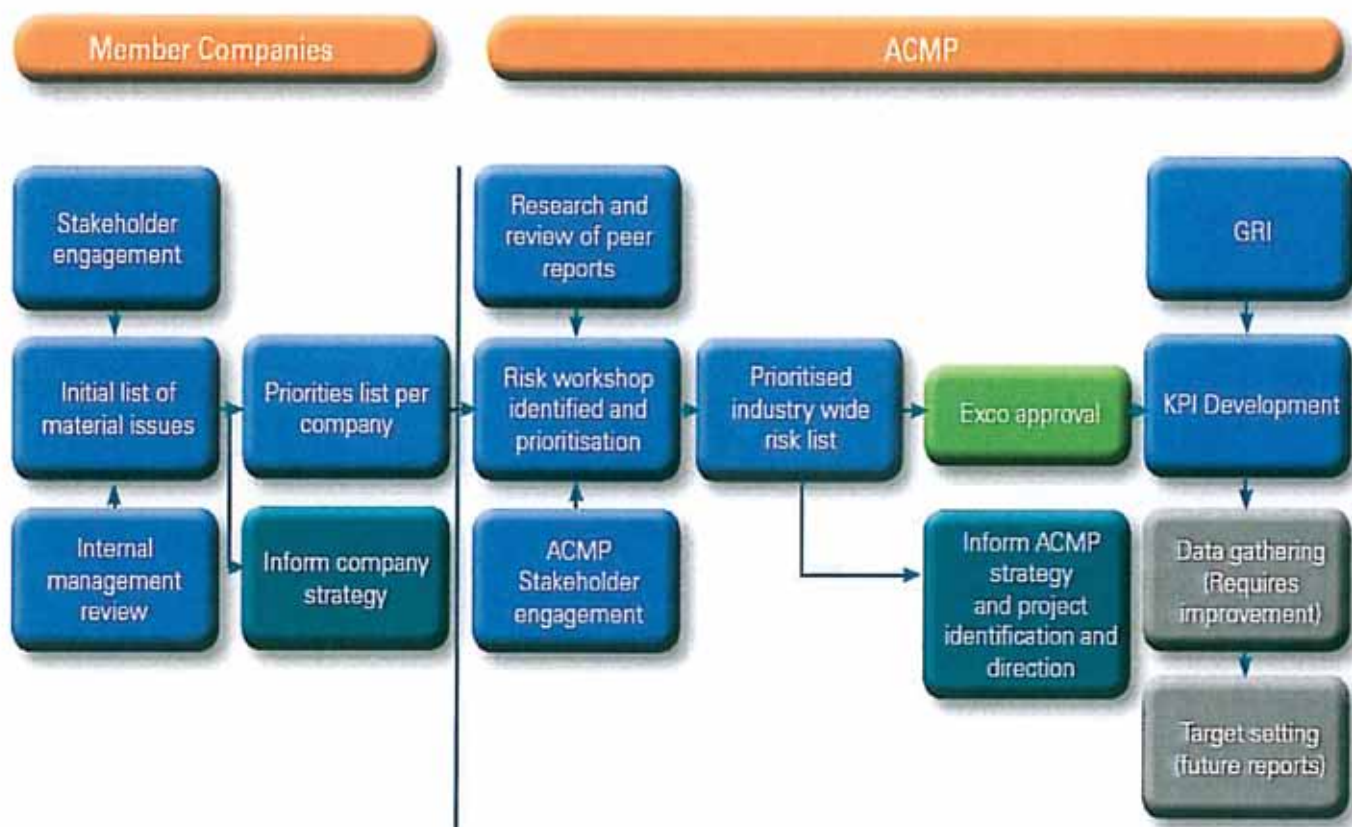 Member Companies
ACMP
Stakeholder
engagement
Research and
review of peer
reports
GRI
Initial list of
material issues
Priorities list per
company
Risk workshop
identified and
prioritisation
Prioritised
industry wide
risk list
Exco approval
KPI Development
Internal
management
review
Inform company
strategy
ACMP
Stakeholder
engagement
Inform ACMP
strategy
and project
identification and
direction
Data gathering
(Requires
improvement)
Target setting
(future reports)